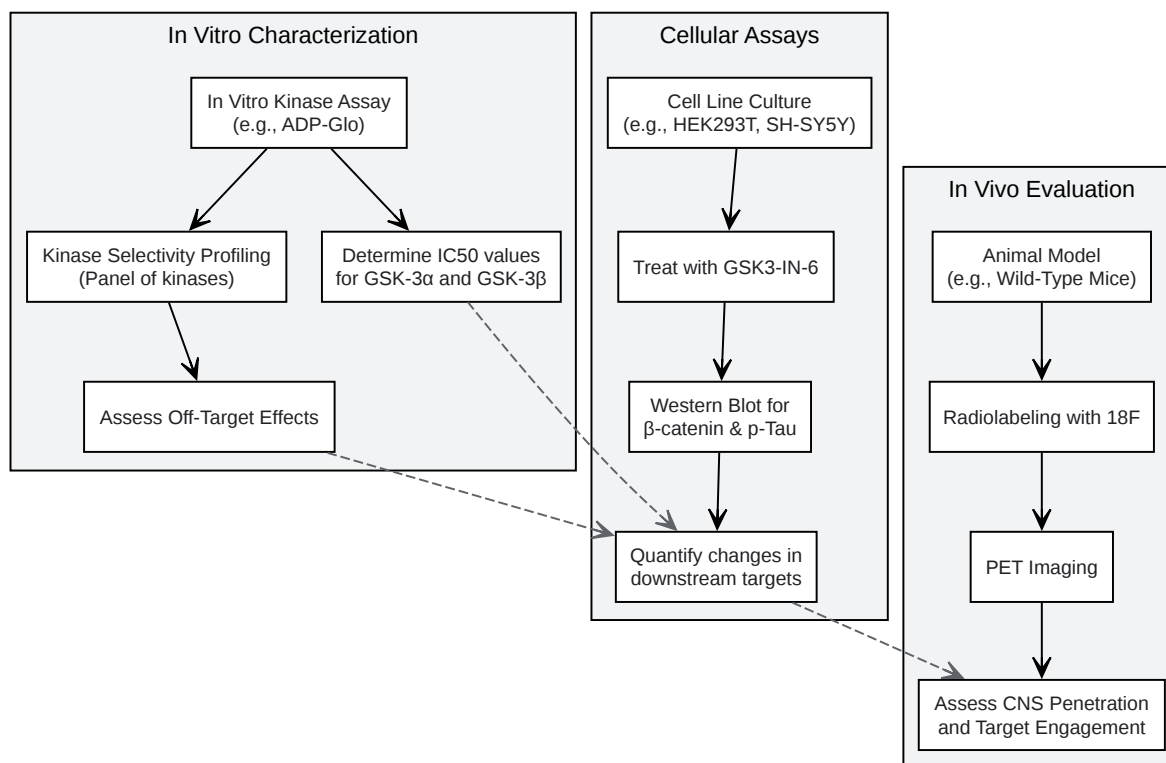 In Vitro Characterization
In Vitro Kinase Assay
(e.g., ADP-Glo)
Kinase Selectivity Profiling
(Panel of kinases)
Determine IC50 values
for GSK-3α and GSK-3β
Assess Off-Target Effects
Cellular Assays
Cell Line Culture
(e.g., HEK293T, SH-SY5Y)
Treat with GSK3-IN-6
Western Blot for
β-catenin & p-Tau
Quantify changes in
downstream targets
In Vivo Evaluation
Animal Model
(e.g., Wild-Type Mice)
Radiolabeling with 18F
PET Imaging
Assess CNS Penetration
and Target Engagement